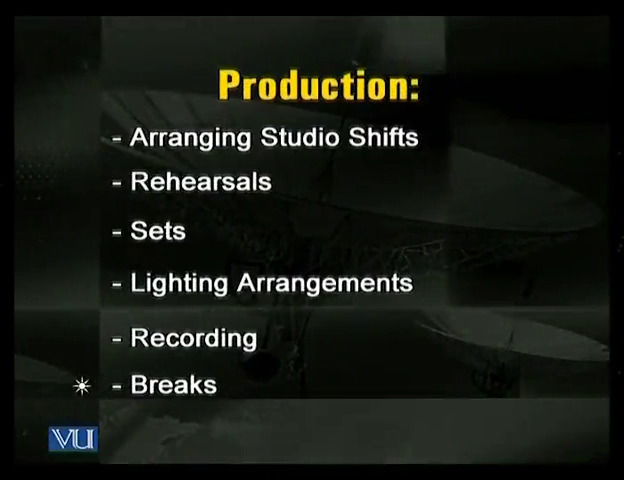 Production:
- Arranging Studio Shifts
- Rehearsals
- Sets
- Lighting Arrangements
- Recording
- Breaks
VU